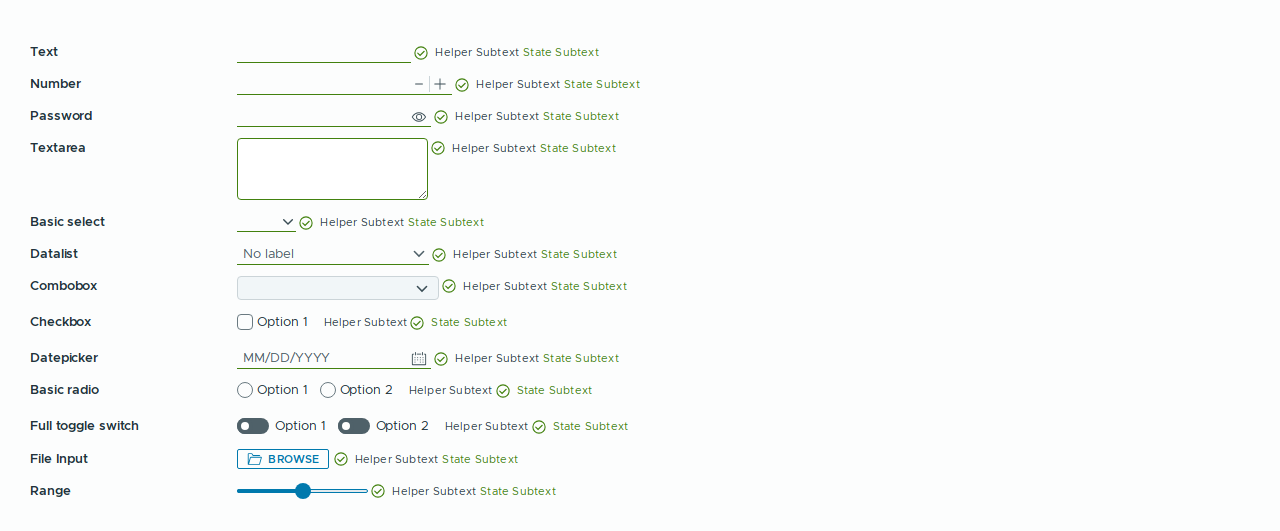 Text Helper Subtext State Subtext
Number Helper Subtext State Subtext
Password Helper Subtext State Subtext
Textarea Helper Subtext State Subtext
Basic select Helper Subtext State Subtext
Datalist No label Helper Subtext State Subtext
Combobox Helper Subtext State Subtext
Checkbox Option 1 Helper Subtext State Subtext
Datepicker MM/DD/YYYY Helper Subtext State Subtext
Basic radio Option 1 Option 2 Helper Subtext State Subtext
Full toggle switch Option 1 Option 2 Helper Subtext State Subtext
File Input BROWSE Helper Subtext State Subtext
Range Helper Subtext State Subtext